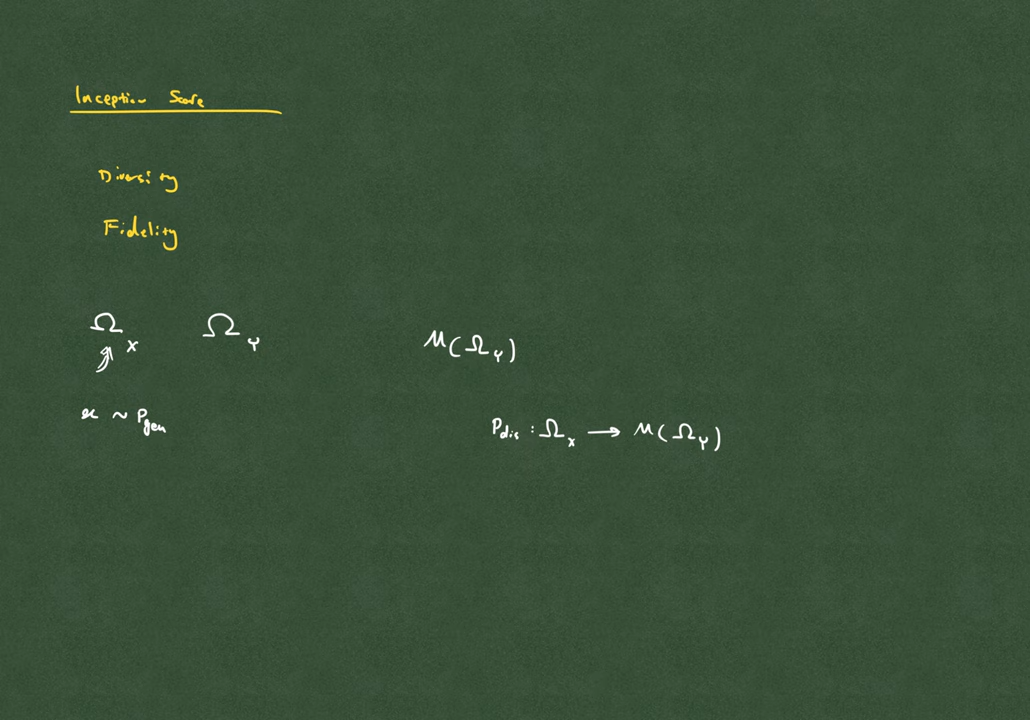 Inception Score
Diversity
Fidelity
Ω_X Ω_Y M(Ω_Y)
x ~ P_gen
P_dis : Ω_X → M(Ω_Y)